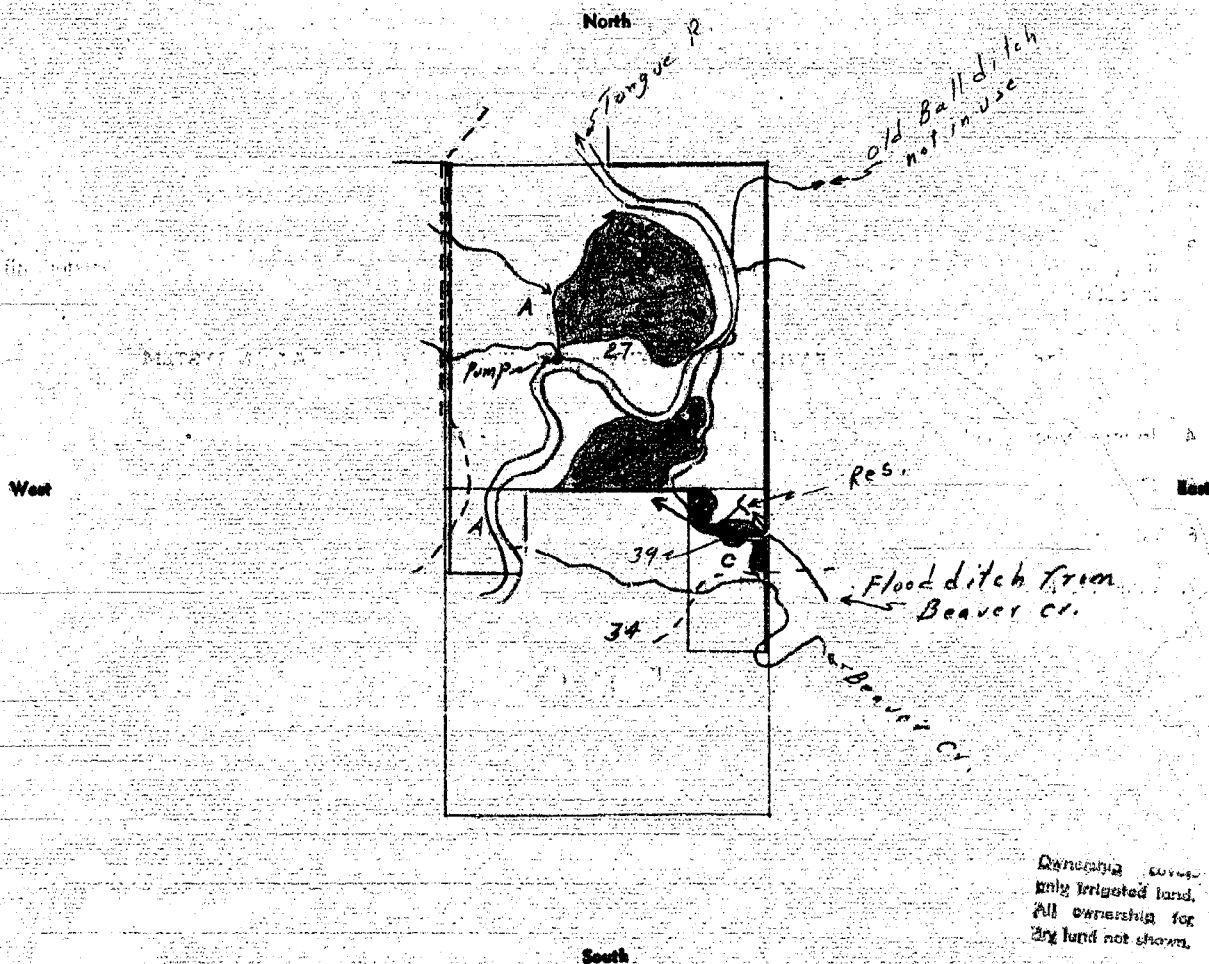 North
Tongue R.
old Ball ditch
not in use
A
27
Pump
West
Res.
East
A
39
C
Flood ditch from
Beaver Cr.
34
Beaver Cr.
Ownership
only irrigated land.
All ownership for
dry land not shown.
South